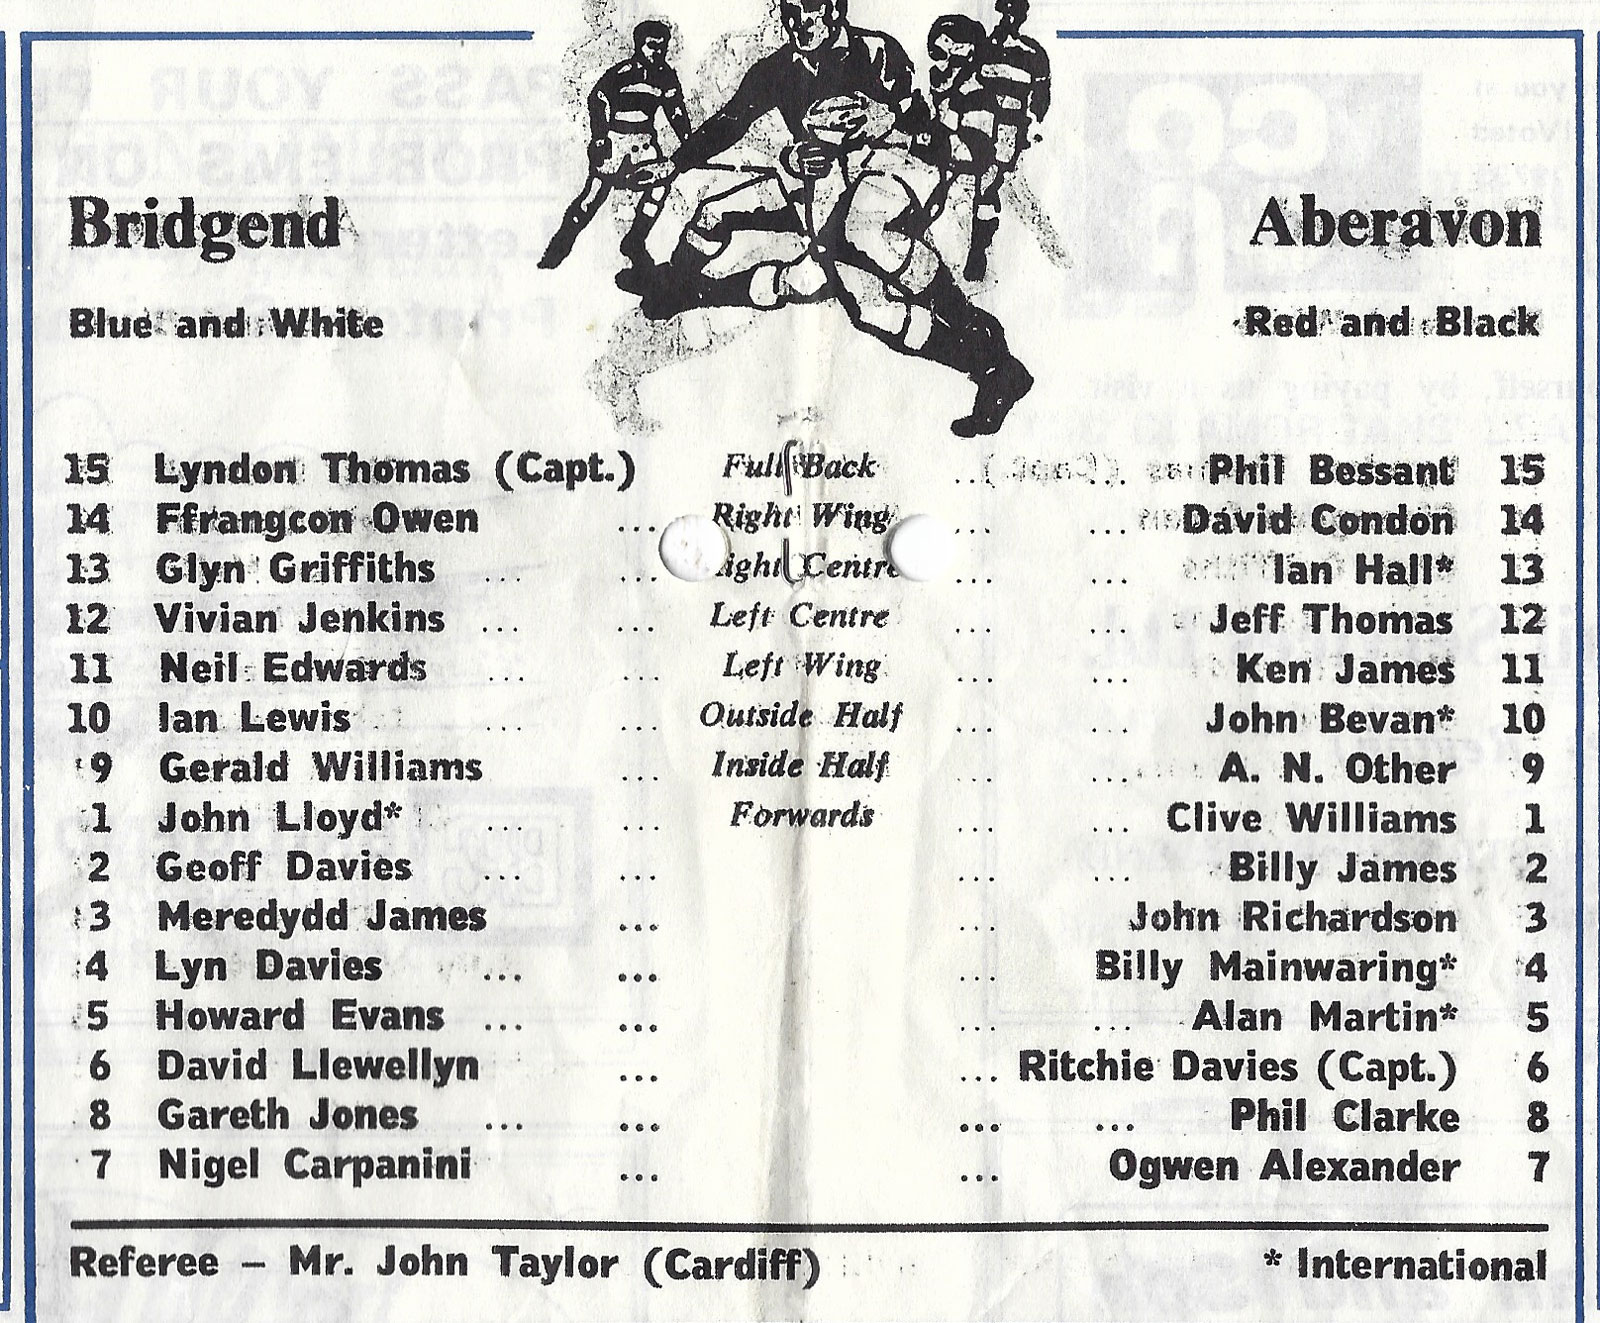 Bridgend Aberavon
Blue and White Red and Black
15 Lyndon Thomas (Capt.) Full Back ... ... Phil Bessant 15
14 Ffrangcon Owen ... Right Wing ... ... David Condon 14
13 Glyn Griffiths ... ... Centre ... ... Ian Hall* 13
12 Vivian Jenkins ... ... Left Centre ... ... Jeff Thomas 12
11 Neil Edwards ... ... Left Wing ... ... Ken James 11
10 Ian Lewis ... ... Outside Half ... ... John Bevan* 10
9 Gerald Williams ... Inside Half ... ... A. N. Other 9
1 John Lloyd* ... ... Forwards ... ... Clive Williams 1
2 Geoff Davies ... ... ... ... Billy James 2
3 Meredydd James ... ... John Richardson 3
4 Lyn Davies ... ... ... Billy Mainwaring* 4
5 Howard Evans ... ... ... ... Alan Martin* 5
6 David Llewellyn ... ... Ritchie Davies (Capt.) 6
8 Gareth Jones ... ... ... ... Phil Clarke 8
7 Nigel Carpanini ... ... Ogwen Alexander 7
Referee – Mr. John Taylor (Cardiff) * International